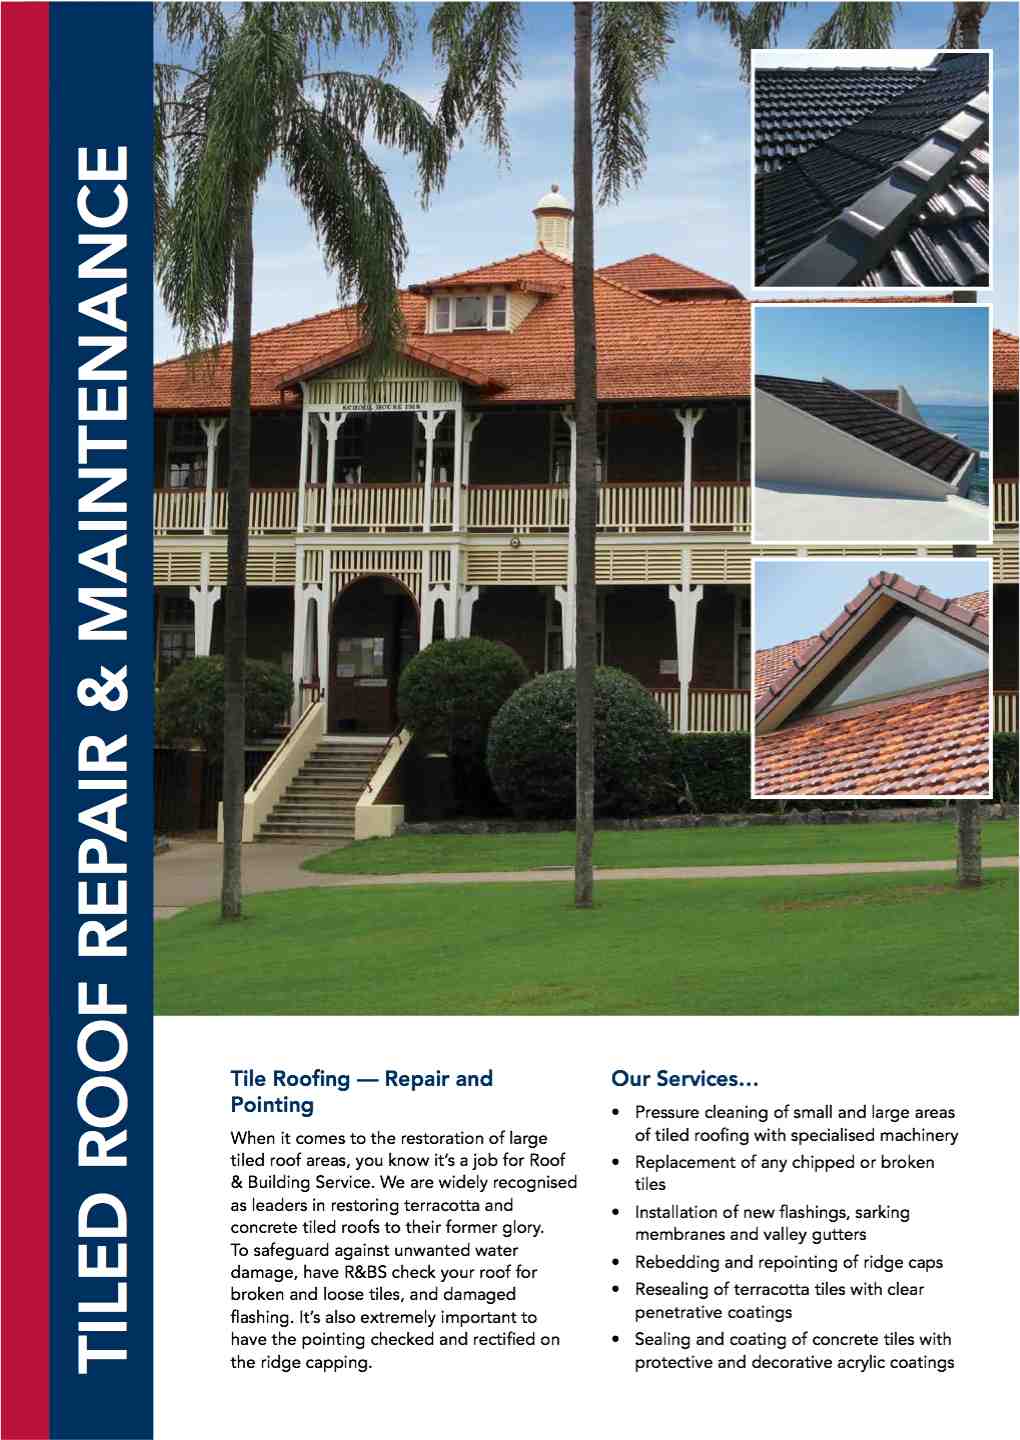 TILED ROOF REPAIR & MAINTENANCE
SCHOOL HOUSE
Tile Roofing — Repair and
Pointing
When it comes to the restoration of large
tiled roof areas, you know it’s a job for Roof
& Building Service. We are widely recognised
as leaders in restoring terracotta and
concrete tiled roofs to their former glory.
To safeguard against unwanted water
damage, have R&BS check your roof for
broken and loose tiles, and damaged
flashing. It’s also extremely important to
have the pointing checked and rectified on
the ridge capping.
Our Services…
• Pressure cleaning of small and large areas
of tiled roofing with specialised machinery
• Replacement of any chipped or broken
tiles
• Installation of new flashings, sarking
membranes and valley gutters
• Rebedding and repointing of ridge caps
• Resealing of terracotta tiles with clear
penetrative coatings
• Sealing and coating of concrete tiles with
protective and decorative acrylic coatings